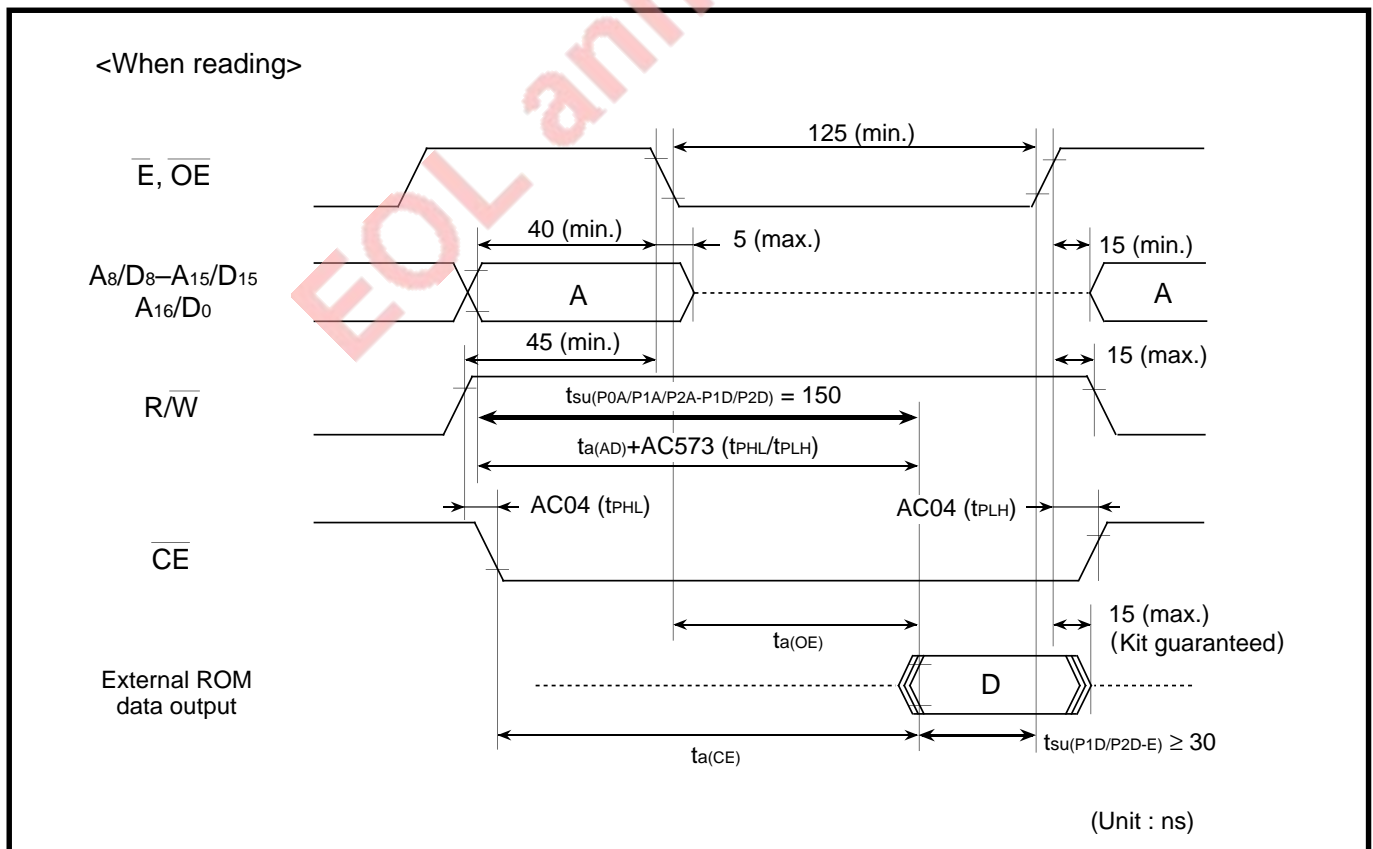 EOL ann
<When reading>
125 (min.)
E, OE
40 (min.)
5 (max.)
15 (min.)
A8/D8–A15/D15
A16/D0
A
A
45 (min.)
15 (max.)
R/W
tsu(P0A/P1A/P2A-P1D/P2D) = 150
ta(AD)+AC573 (tPHL/tPLH)
AC04 (tPHL)
AC04 (tPLH)
CE
ta(OE)
15 (max.)
(Kit guaranteed)
External ROM
data output
D
ta(CE)
tsu(P1D/P2D-E) ≥ 30
(Unit : ns)